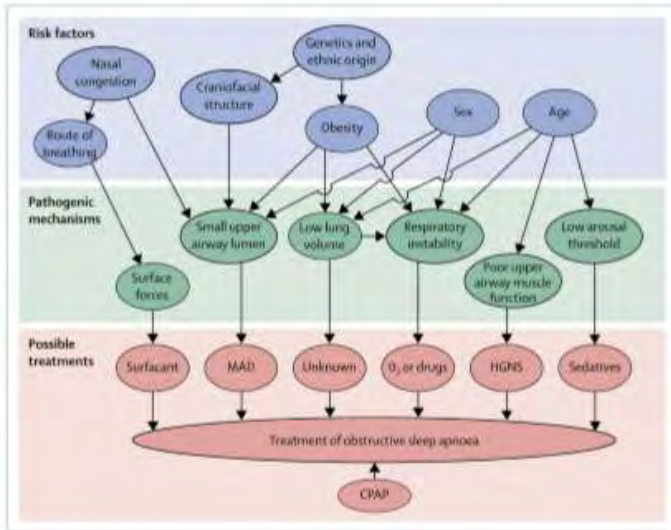 Risk factors
Nasal
congestion
Genetics and
ethnic origin
Craniofacial
structure
Route of
breathing
Obesity
Sex
Age
Pathogenic
mechanisms
Small upper
airway lumen
Low lung
volume
Respiratory
instability
Low arousal
threshold
Surface
forces
Poor upper
airway muscle
function
Possible
treatments
Surfacant
MAD
Unknown
O₂ or drugs
HGNS
Sedatives
Treatment of obstructive sleep apnoea
CPAP